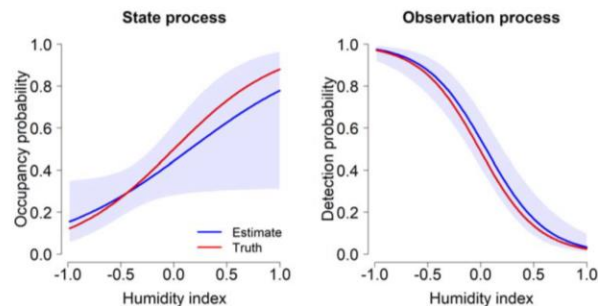 State process
Observation process
Occupancy probability
1.0
0.8
0.6
0.4
0.2
0.0
Estimate
Truth
-1.0 -0.5 0.0 0.5 1.0
Humidity index
Detection probability
1.0
0.8
0.6
0.4
0.2
0.0
-1.0 -0.5 0.0 0.5 1.0
Humidity index